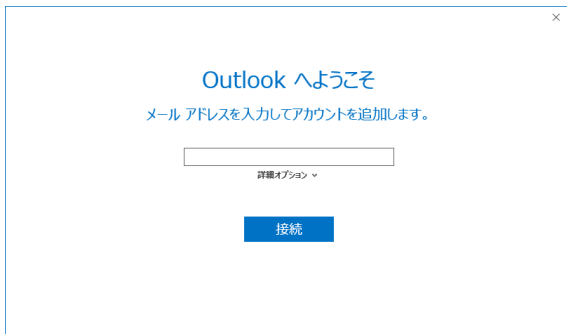 Outlook へようこそ
メール アドレスを入力してアカウントを追加します。
詳細オプション
接続